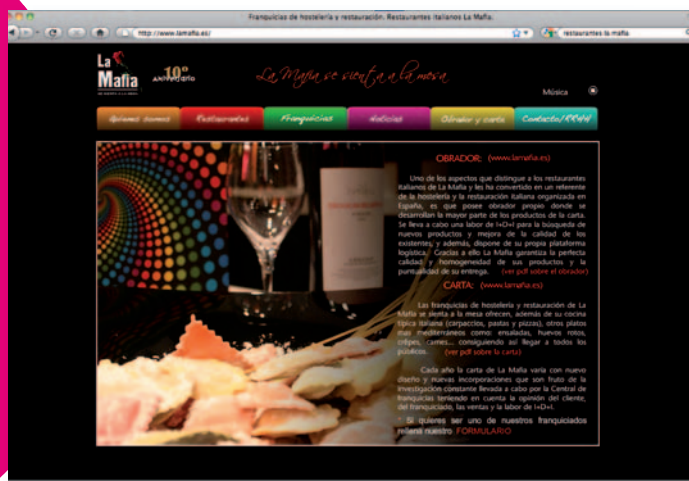 Franquicias de hostelería y restauración. Restaurantes italianos La Mafia.
http://www.lamafia.es/
restaurantes la mafia
La
Mafia
SE SIENTA A LA MESA
10º
aniversario
La Mafia se sienta a la mesa
Música
Quienes somos
Restaurantes
Franquicias
Noticias
Obrador y carta
Contacto/RRHH
OBRADOR: (www.lamafia.es)
Uno de los aspectos que distingue a los restaurantes
italianos de La Mafia y les ha convertido en un referente
de la hostelería y la restauración italiana organizada en
España, es que posee obrador propio donde se
desarrollan la mayor parte de los productos de la carta.
Se lleva a cabo una labor de I+D+I para la búsqueda de
nuevos productos y mejora de la calidad de los
existentes, y además, dispone de su propia plataforma
logística. Gracias a ello La Mafia garantiza la perfecta
calidad y homogeneidad de sus productos y la
puntualidad de su entrega. (ver pdf sobre el obrador)
CARTA: (www.lamafia.es)
Las franquicias de hostelería y restauración de La
Mafia se sienta a la mesa ofrecen, además de su cocina
típica italiana (carpaccios, pastas y pizzas), otros platos
mas mediterraneos como: ensaladas, huevos rotos,
crêpes, carnes... consiguiendo así llegar a todos los
públicos. (ver pdf sobre la carta)
Cada año la carta de La Mafia varía con nuevo
diseño y nuevas incorporaciones que son fruto de la
investigación constante llevada a cabo por la Central de
franquicias teniendo en cuenta la opinión del cliente,
del franquiciado, las ventas y la labor de I+D+I.
* Si quieres ser uno de nuestros franquiciados
rellena nuestro FORMULARIO